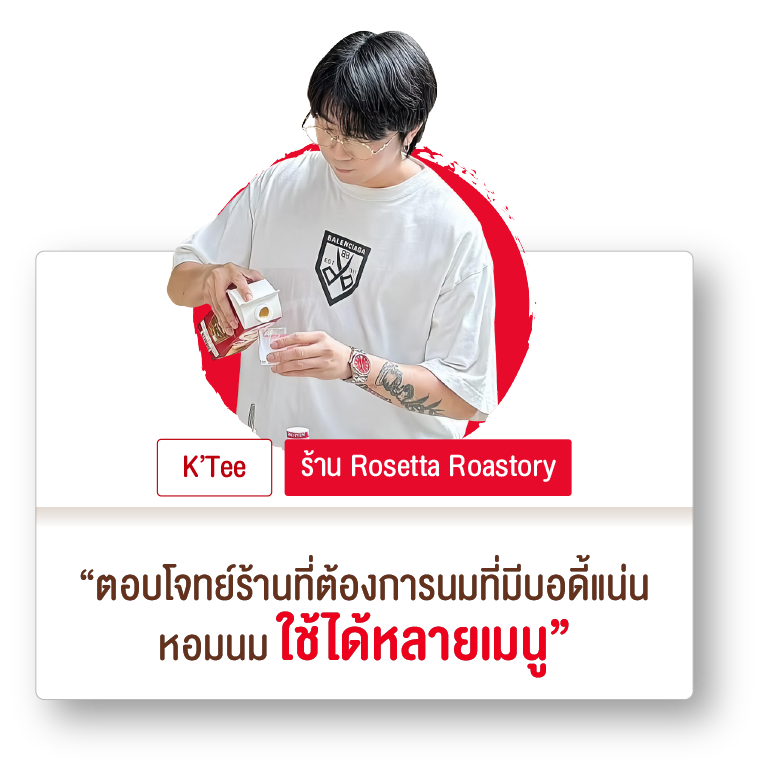 BALENCIAGA
BB
K'Tee
ร้าน Rosetta Roastory
“ตอบโจทย์ร้านที่ต้องการนมที่มีบอดี้แน่น
หอมนม ใช้ได้หลายเมนู”